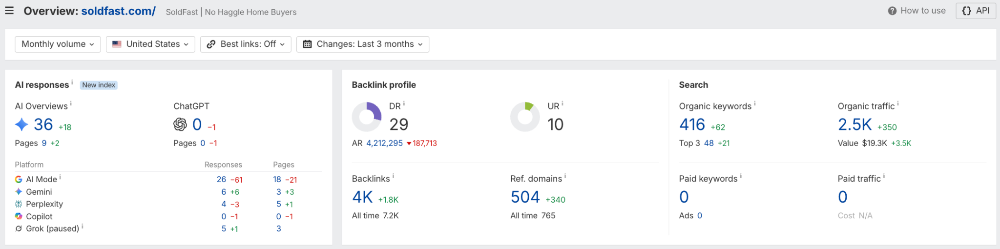 Overview: soldfast.com/ SoldFast | No Haggle Home Buyers How to use {} API
Monthly volume United States Best links: Off Changes: Last 3 months
AI responses i New index
AI Overviews i ChatGPT
36 +18 0 −1
Pages 9 +2 Pages 0 −1
Platform Responses Pages
AI Mode i 26 −61 18 −21
Gemini 6 +6 3 +3
Perplexity 4 −3 5 +1
Copilot 0 −1 0 −1
Grok (paused) i 5 +1 3
Backlink profile
DR i UR i
29 10
AR 4,212,295 ▼187,713
Backlinks i Ref. domains i
4K +1.8K 504 +340
All time 7.2K All time 765
Search
Organic keywords i Organic traffic i
416 +62 2.5K +350
Top 3 48 +21 Value $19.3K +3.5K
Paid keywords i Paid traffic i
0 0
Ads 0 Cost N/A